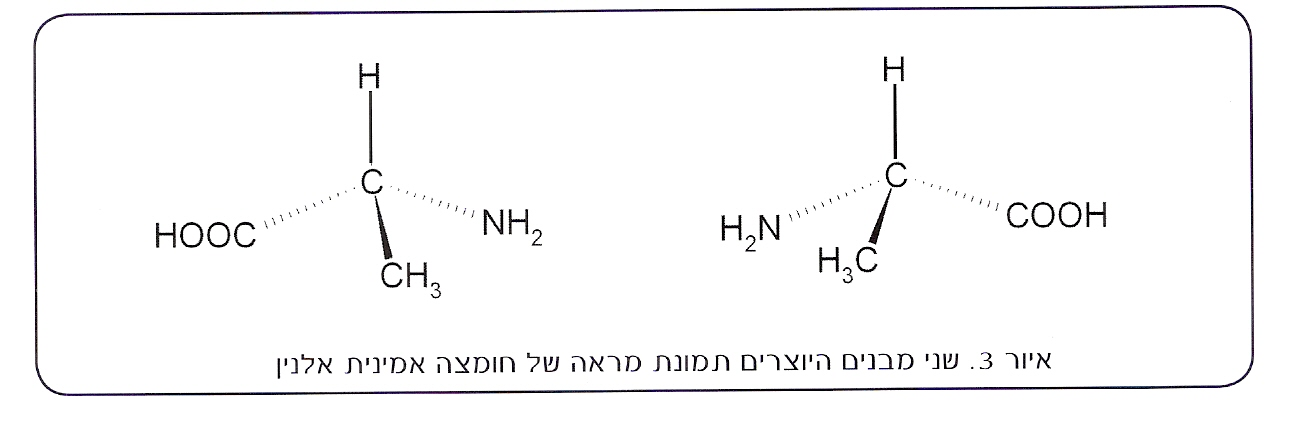 H H
C C
HOOC NH₂ H₂N COOH
CH₃ H₃C
איור 3. שני מבנים היוצרים תמונת מראה של חומצה אמינית אלנין